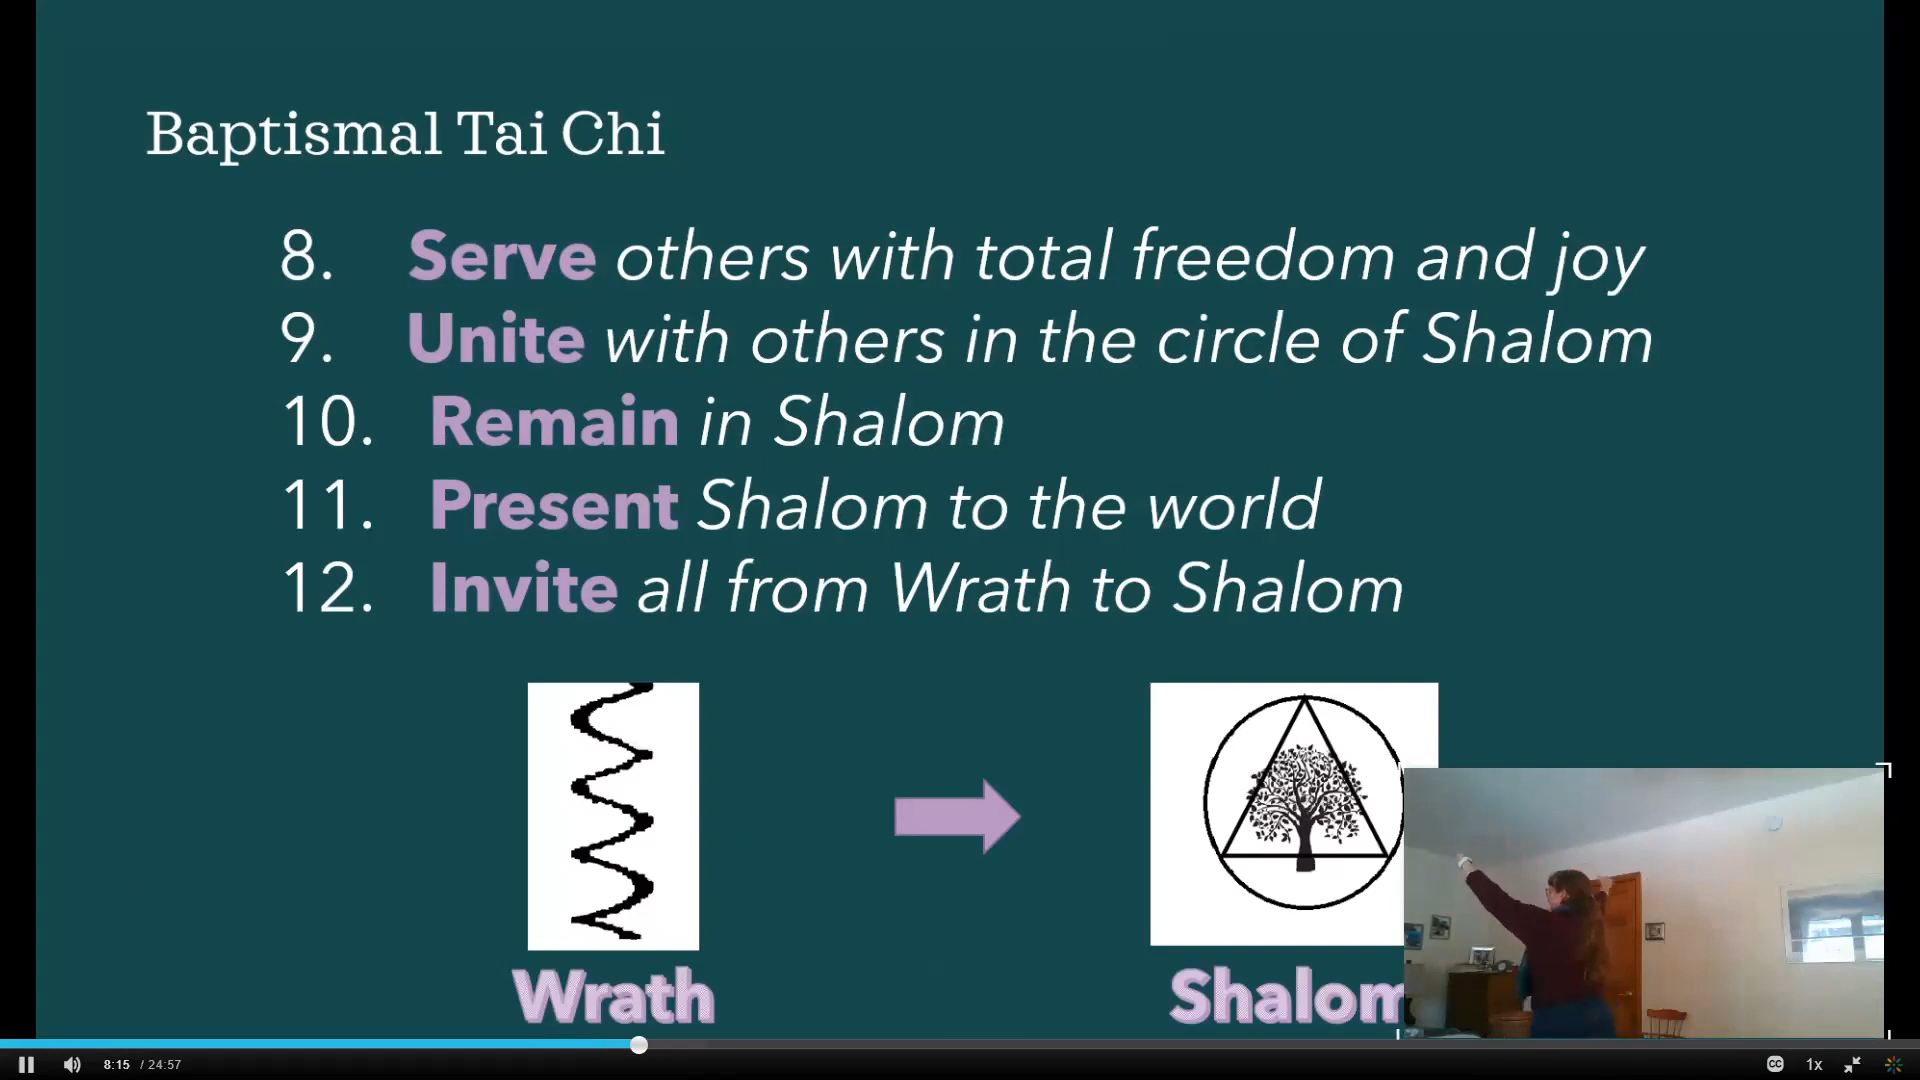 Baptismal Tai Chi
8. Serve others with total freedom and joy
9. Unite with others in the circle of Shalom
10. Remain in Shalom
11. Present Shalom to the world
12. Invite all from Wrath to Shalom
Wrath
Shalom
8:15 / 24:57
CC
1x